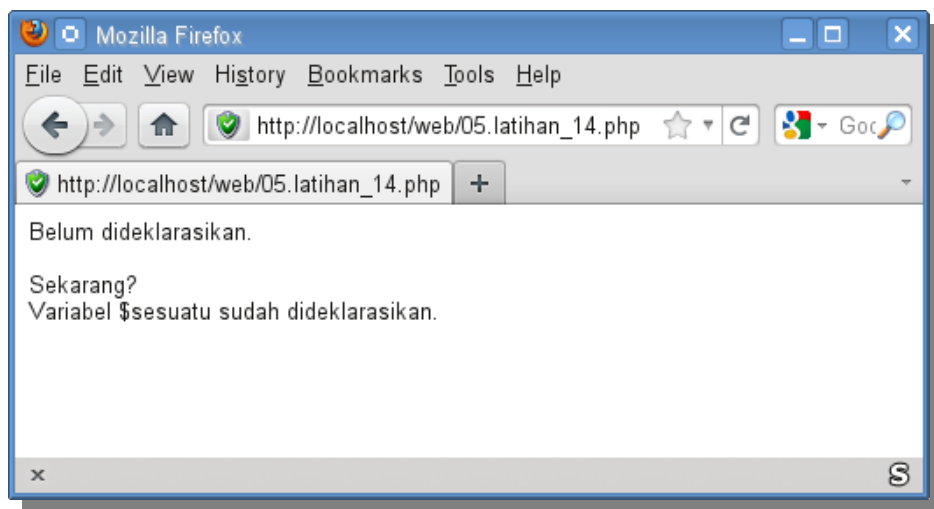 Mozilla Firefox
File Edit View History Bookmarks Tools Help
http://localhost/web/05.latihan_14.php
Goc
http://localhost/web/05.latihan_14.php
Belum dideklarasikan.
Sekarang?
Variabel $sesuatu sudah dideklarasikan.
S